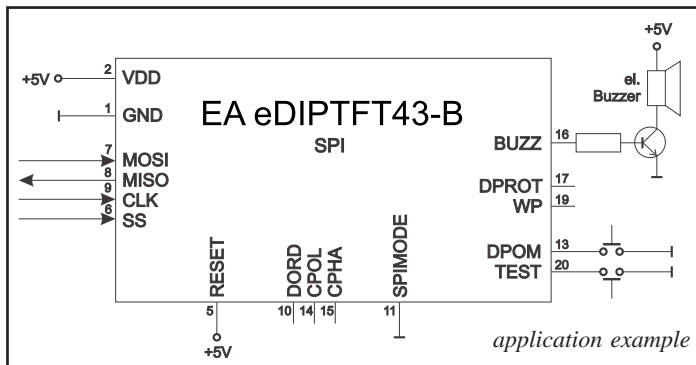 +5V
2
VDD
+5V
1
GND
EA eDIPTFT43-B
SPI
el.
Buzzer
BUZZ
16
7
MOSI
8
MISO
9
CLK
6
SS
DPROT
17
WP
19
DPOM
13
TEST
20
RESET
DORD
CPOL
CPHA
SPIMODE
5
10
14
15
11
+5V
application example